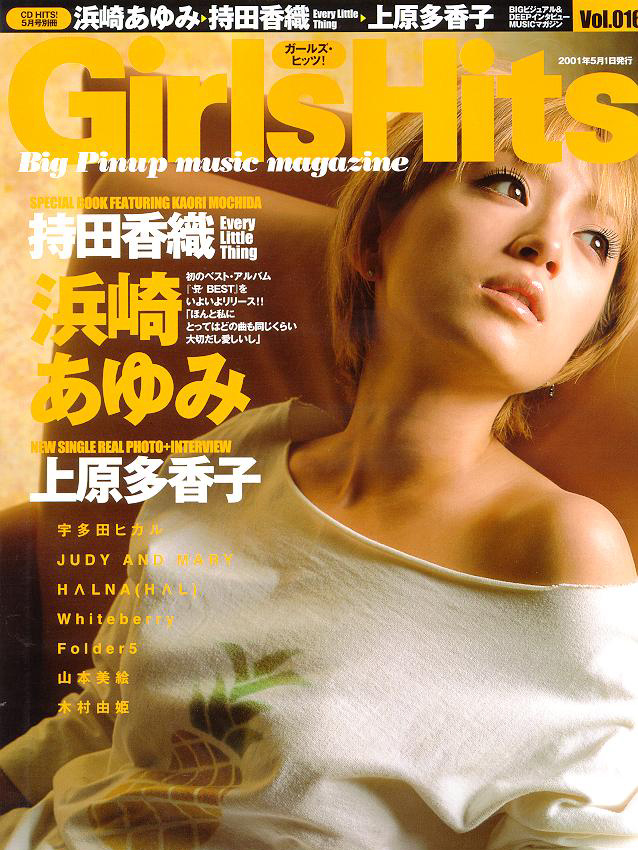 CD HITS!
5月号別冊
浜崎あゆみ▶持田香織 Every Little Thing▶上原多香子
BIGビジュアル&
DEEPインタビュー
MUSICマガジン
Vol.016
ガールズ・
ヒッツ!
2001年5月1日発行
GirlsHits
Big Pinup music magazine
SPECIAL BOOK FEATURING KAORI MOCHIDA
持田香織 Every Little Thing
浜崎
あゆみ
初のベスト・アルバム
『A BEST』を
いよいよリリース!!
「ほんと私に
とってはどの曲も同じくらい
大切だし愛しいし」
NEW SINGLE REAL PHOTO+INTERVIEW
上原多香子
宇多田ヒカル
JUDY AND MARY
HΛLNA(HΛL)
Whiteberry
Folder5
山本美絵
木村由姫